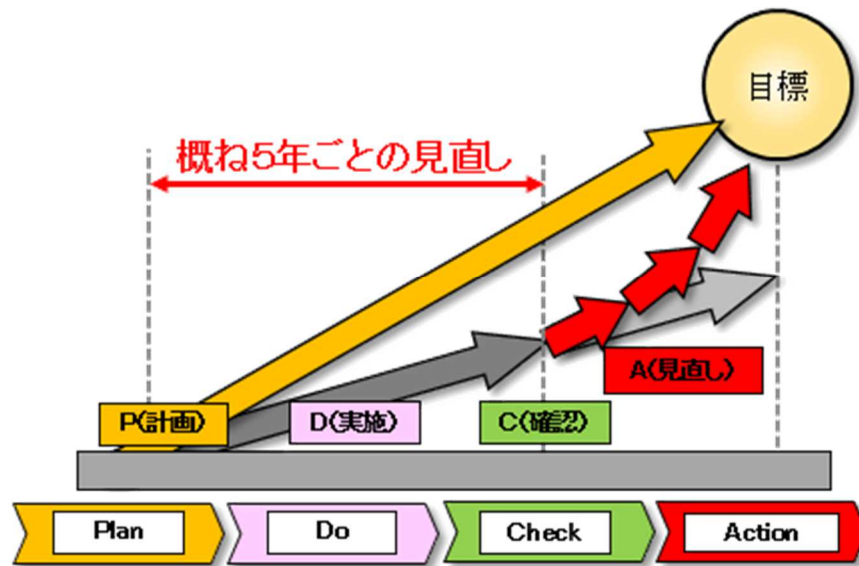 目標
概ね5年ごとの見直し
A(見直し)
P(計画)
D(実施)
C(確認)
Plan
Do
Check
Action